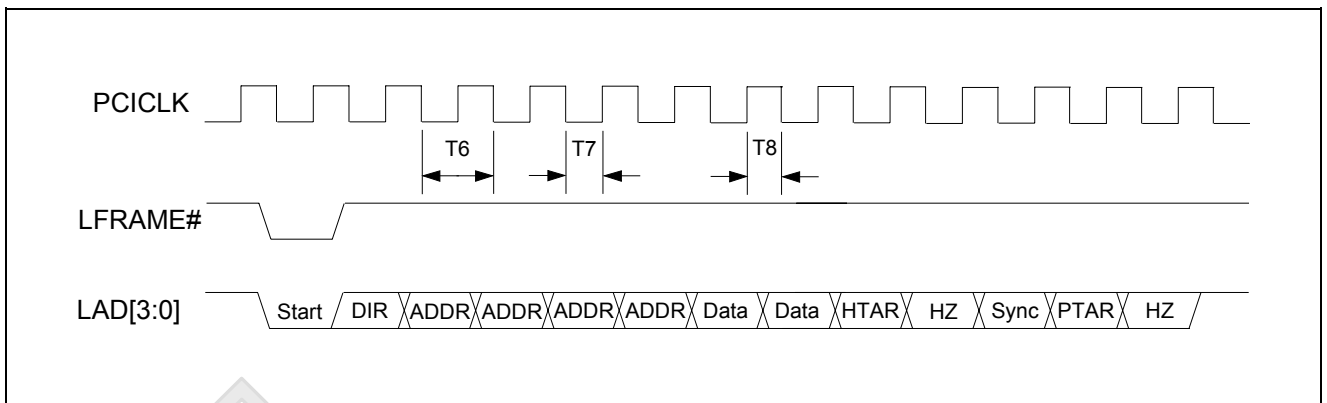 PCICLK
T6 T7 T8
LFRAME#
LAD[3:0] Start DIR ADDR ADDR ADDR ADDR Data Data HTAR HZ Sync PTAR HZ